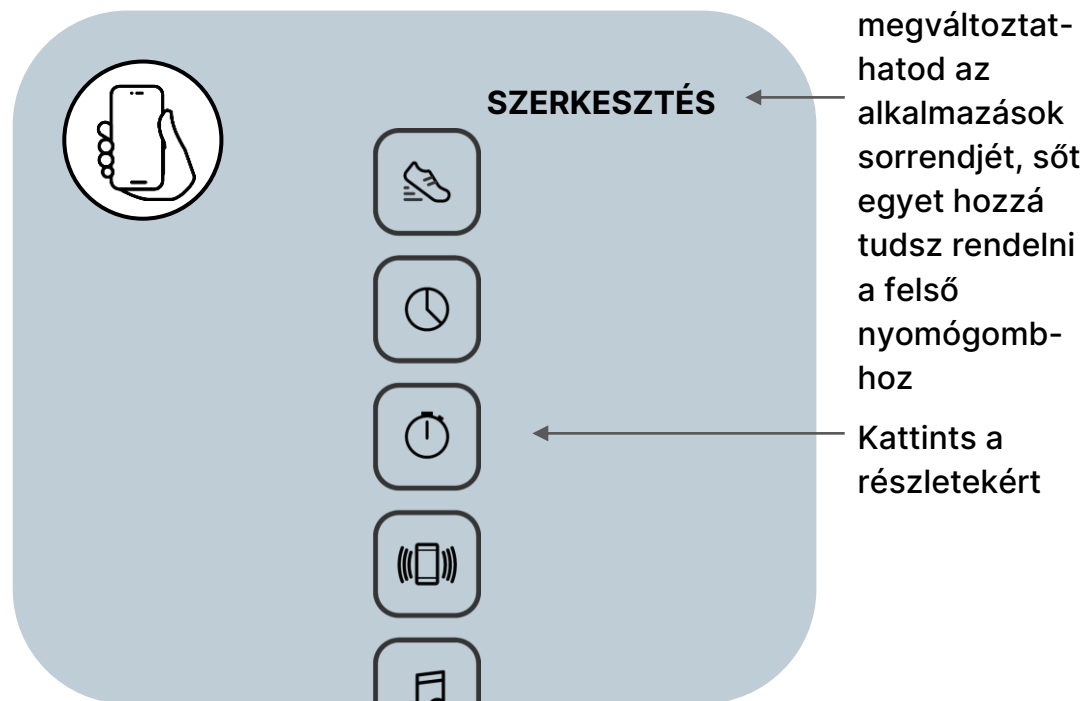 SZERKESZTÉS
megváltoztat-
hatod az
alkalmazások
sorrendjét, sőt
egyet hozzá
tudsz rendelni
a felső
nyomógomb-
hoz
Kattints a
részletekért